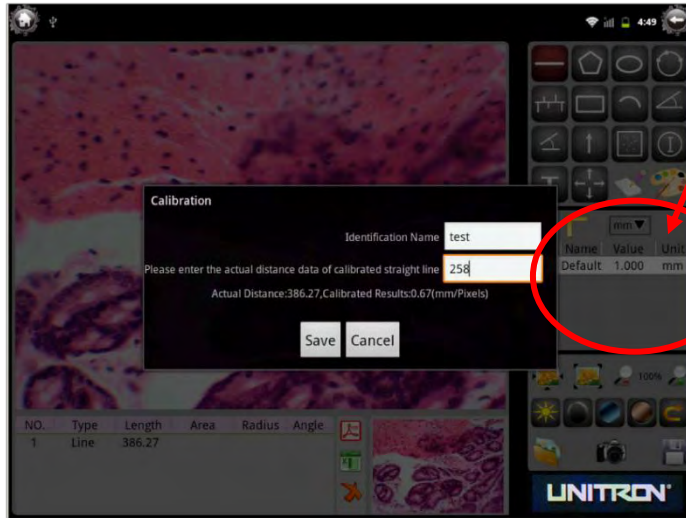 4:49
Calibration
Identification Name test
Please enter the actual distance data of calibrated straight line 258
Actual Distance:386.27,Calibrated Results:0.67(mm/Pixels)
Save Cancel
mm▼
Name Value Unit
Default 1.000 mm
100%
NO. Type Length Area Radius Angle
1 Line 386.27
UNITRON®